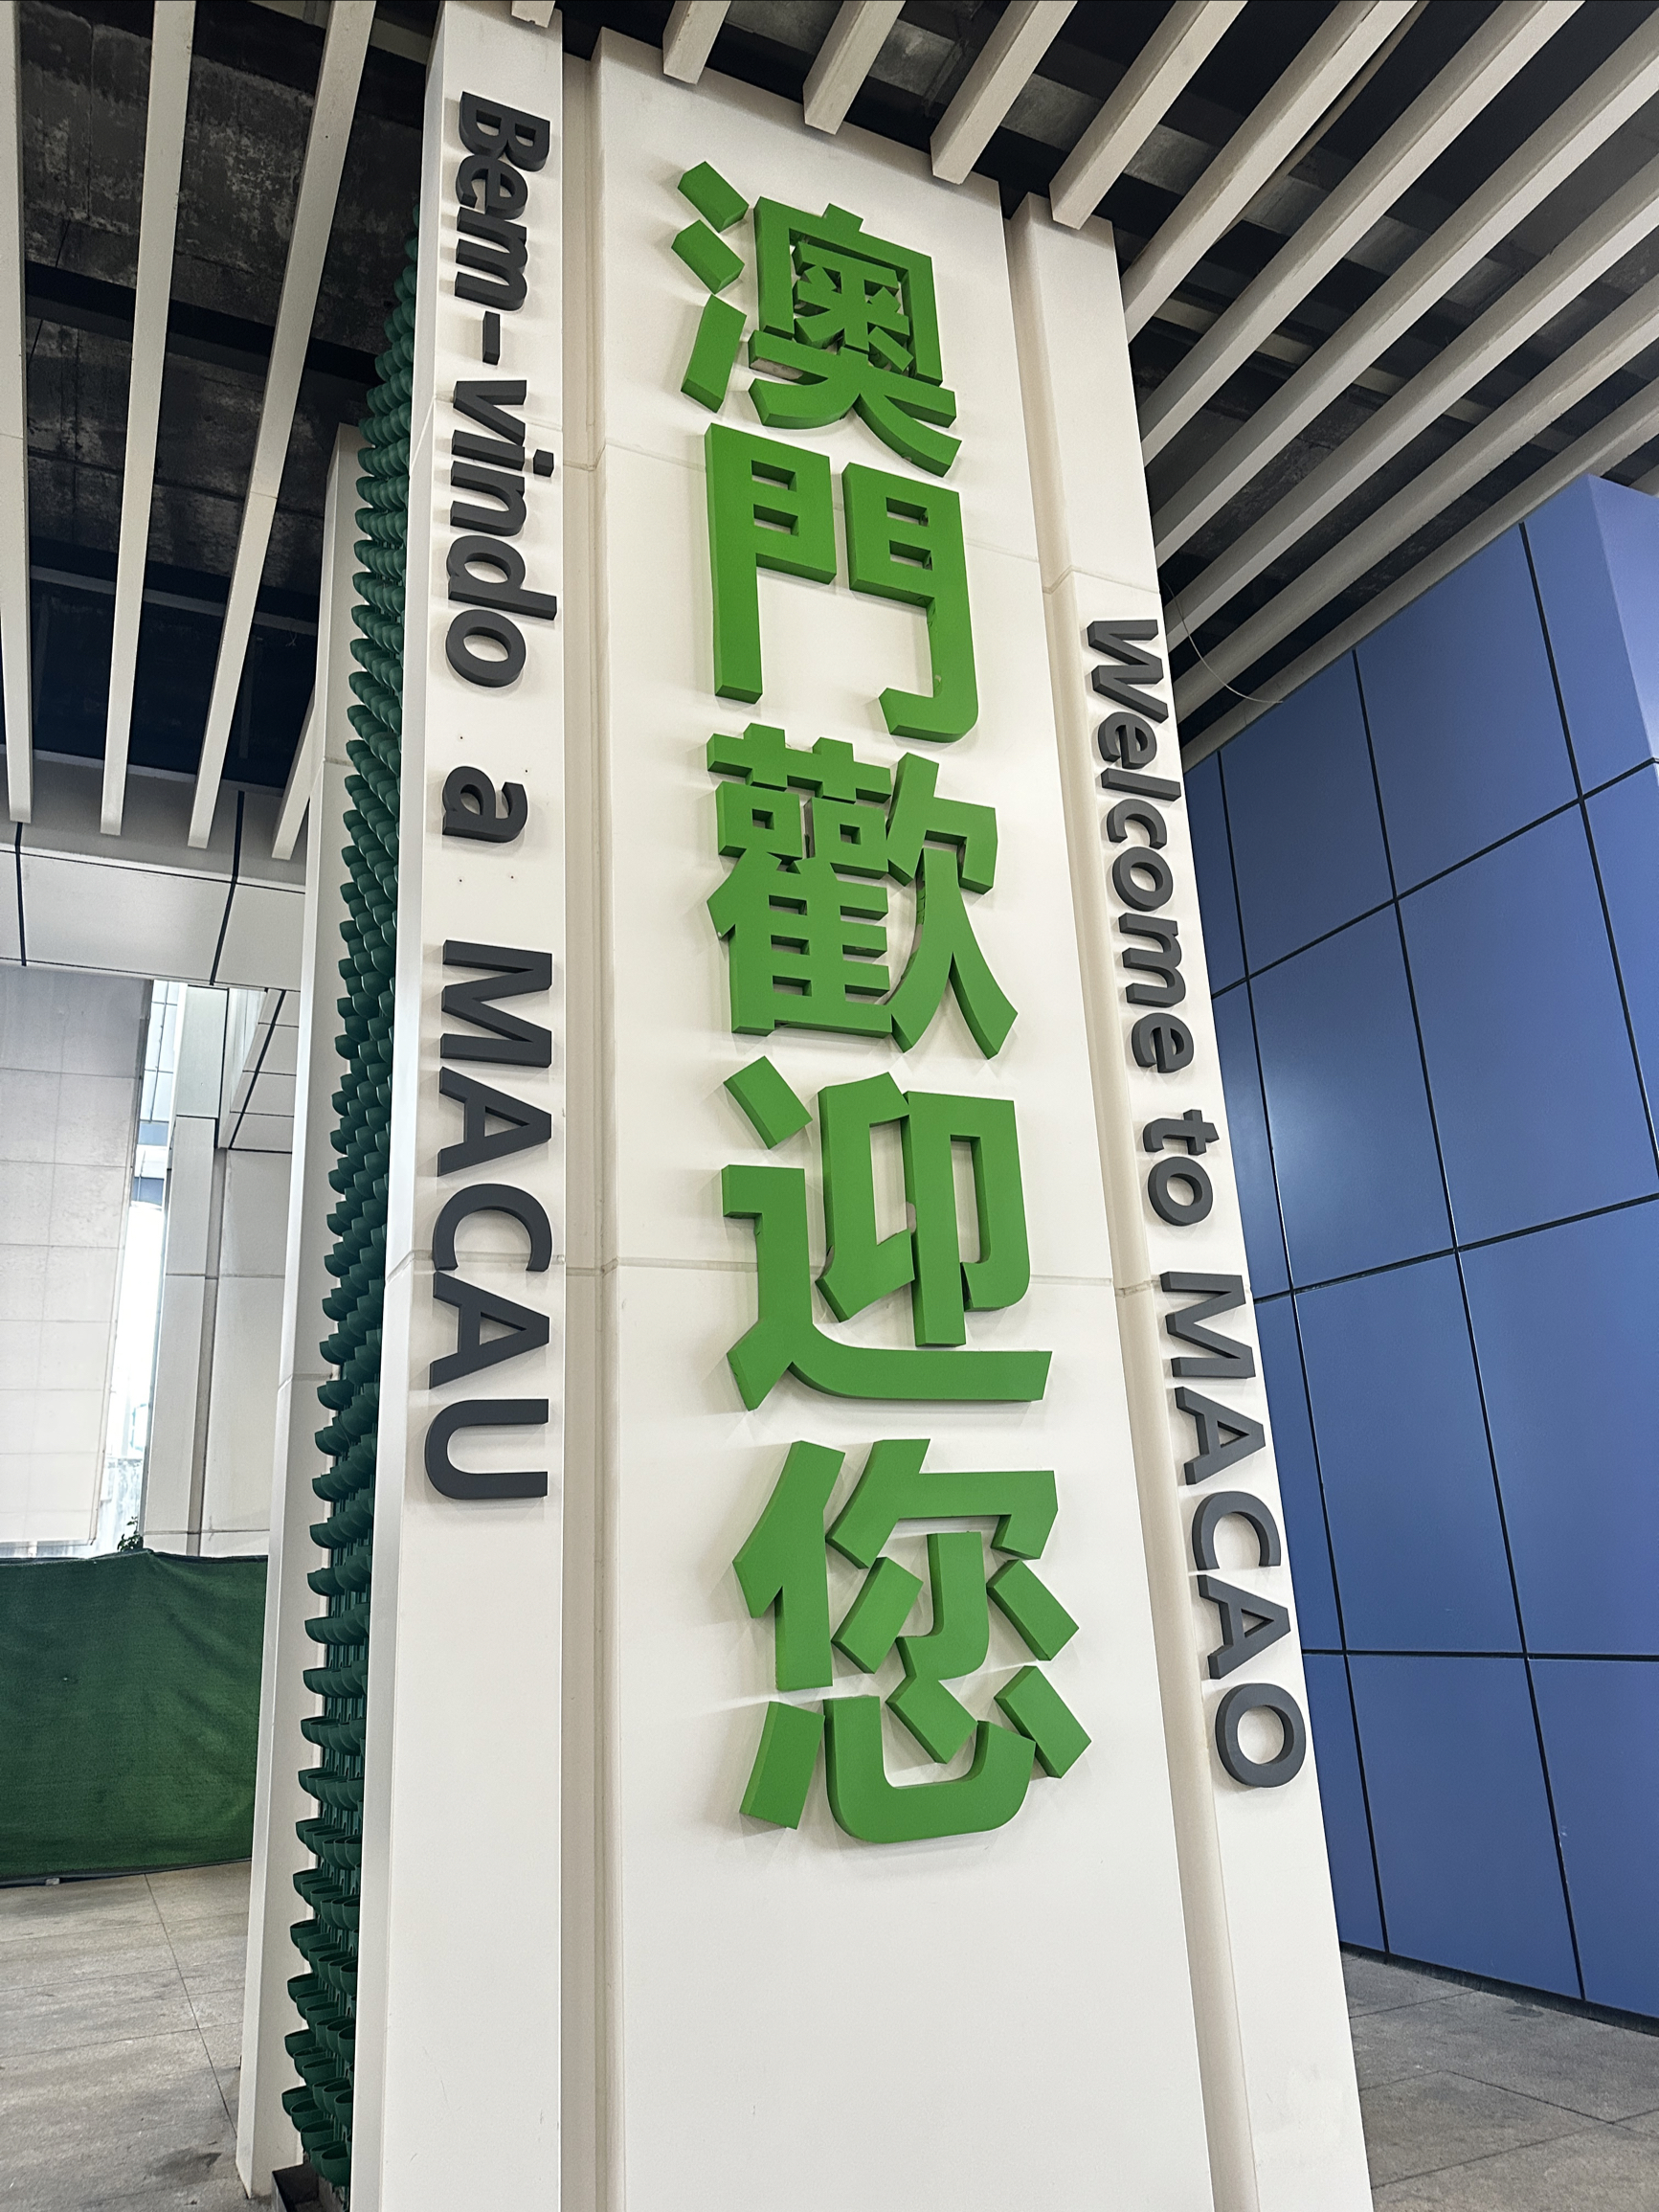 Bem-vindo a MACAU
澳門歡迎您
Welcome to MACAO